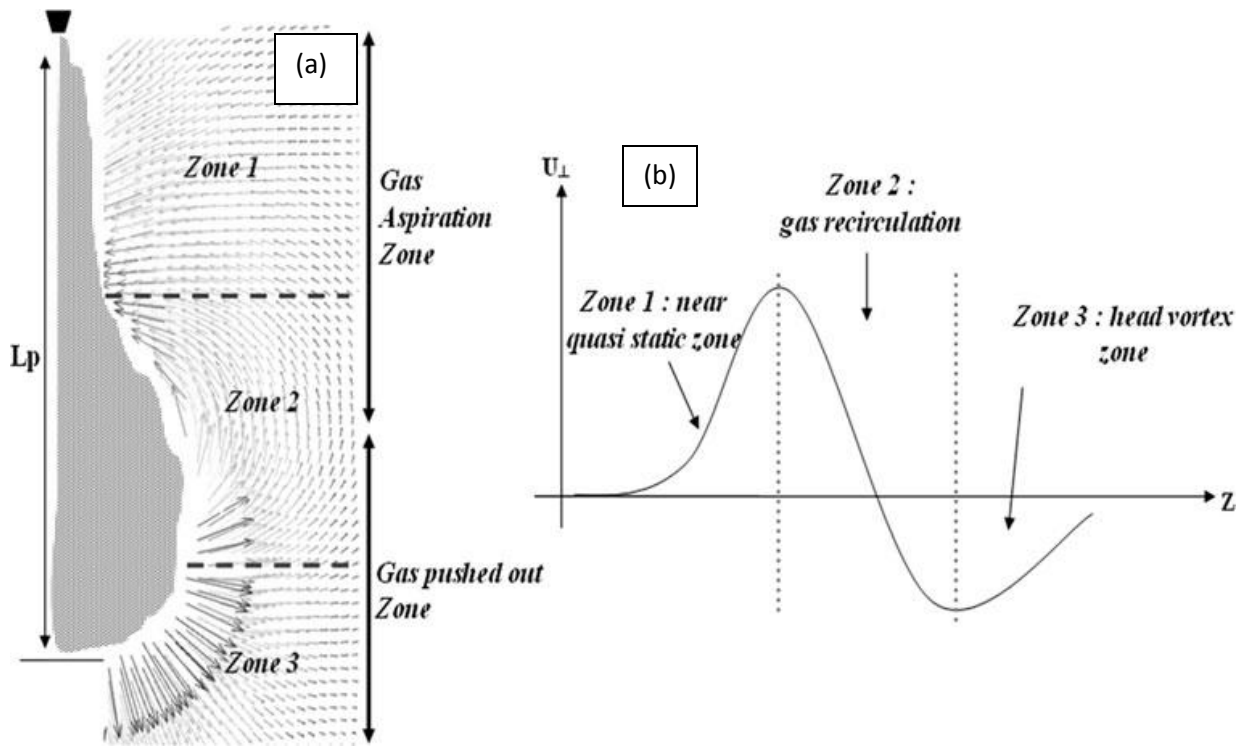 (a)
Zone 1
Gas
Aspiration
Zone
Lp
Zone 2
Gas pushed out
Zone
Zone 3
(b)
U⊥
Zone 2 :
gas recirculation
Zone 1 : near
quasi static zone
Zone 3 : head vortex
zone
Z